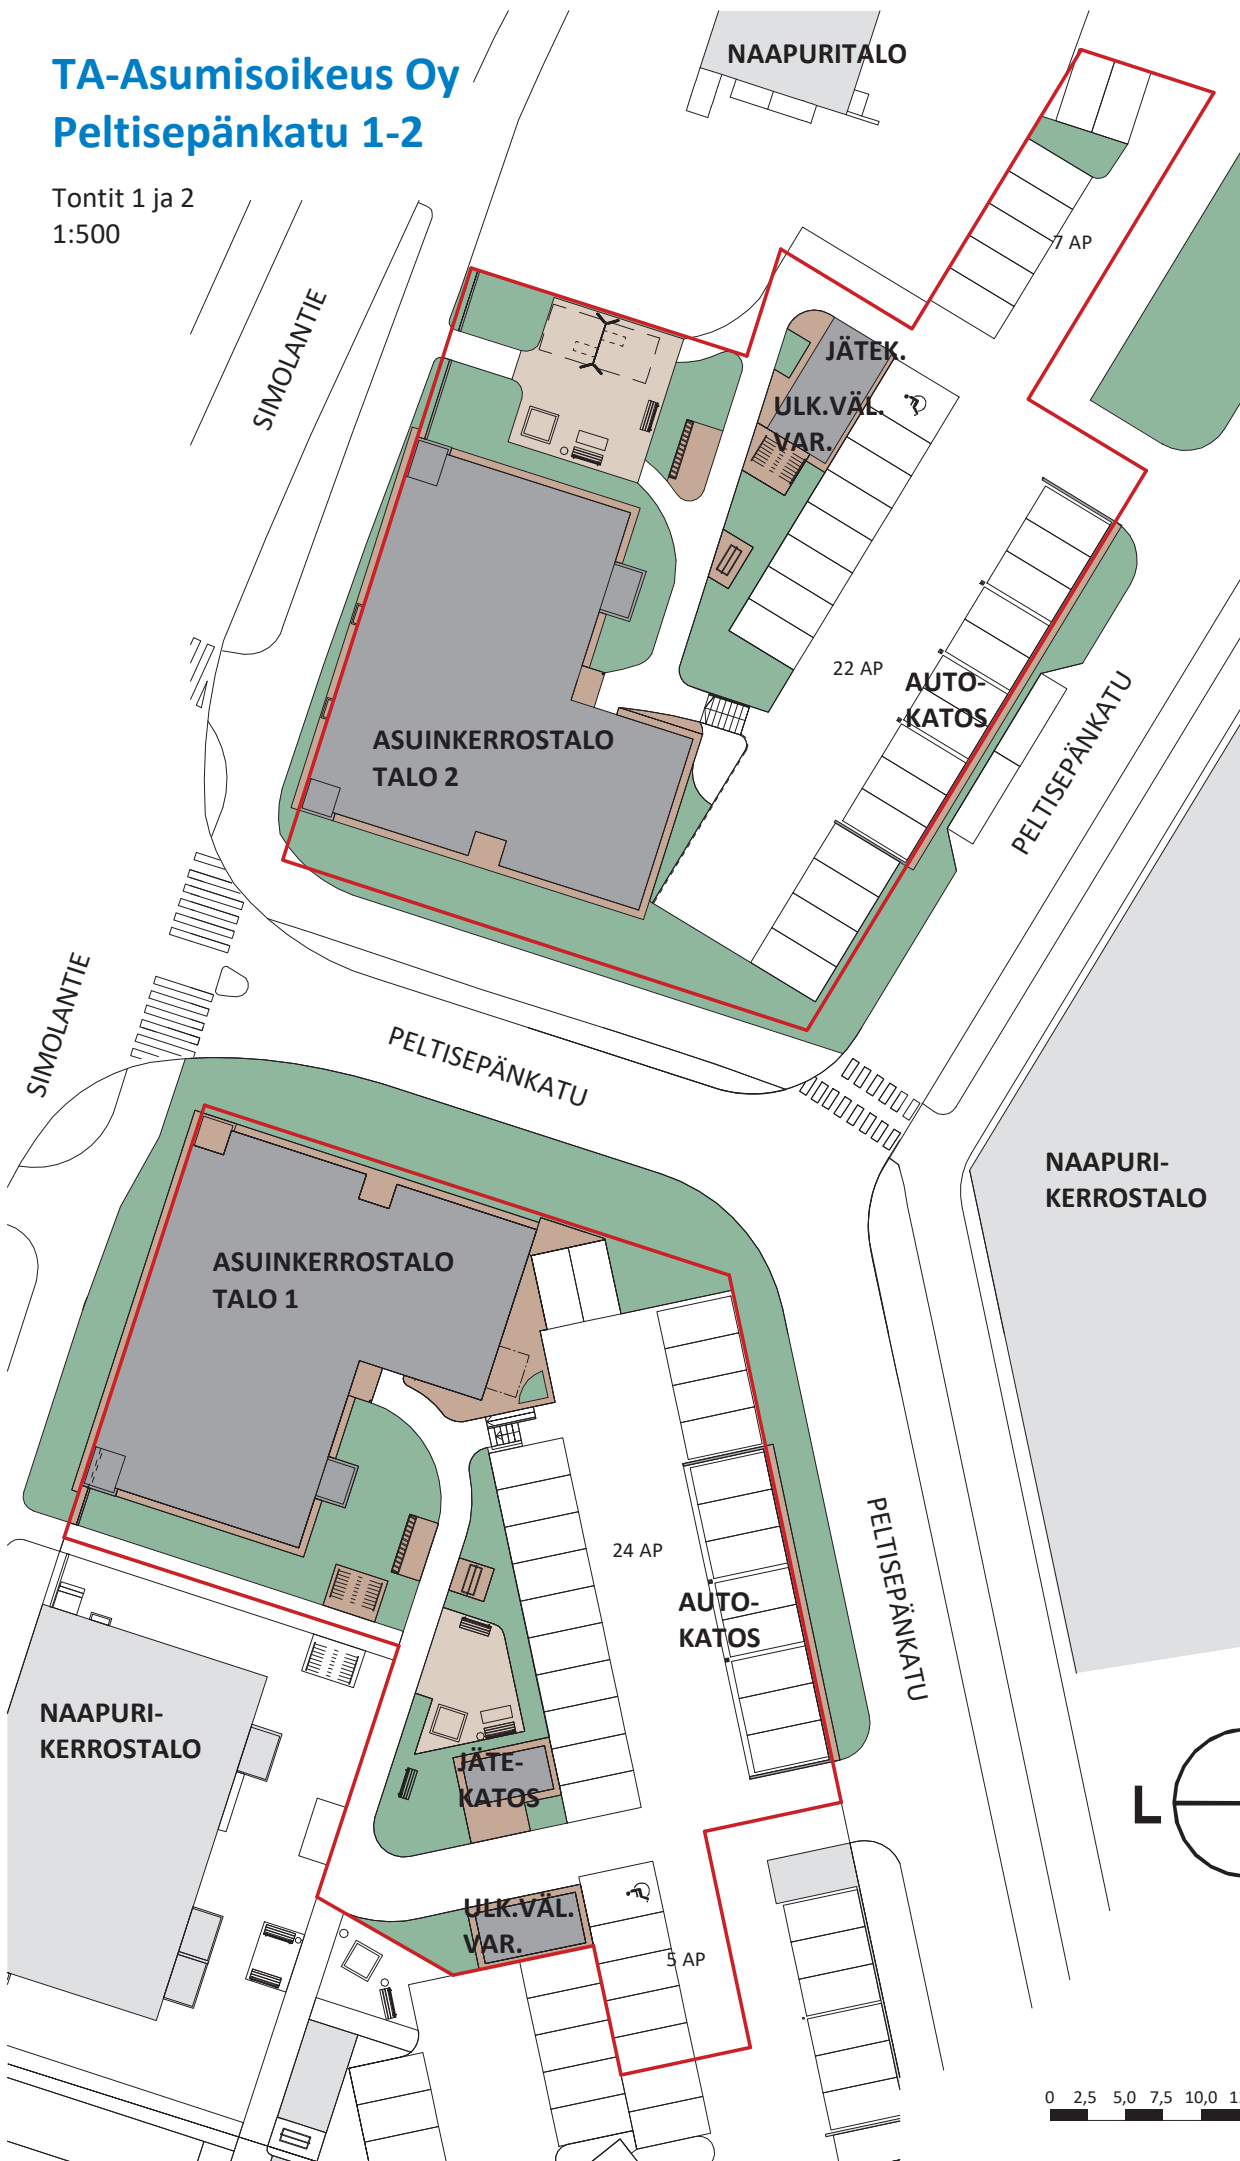 TA-Asumisoikeus Oy
Peltisepänkatu 1-2
Tontit 1 ja 2
1:500
NAAPURITALO
7 AP
SIMOLANTIE
JÄTEK.
ULK.VÄL.
VAR.
22 AP
AUTO-
KATOS
PELTISEPÄNKATU
ASUINKERROSTALO
TALO 2
SIMOLANTIE
PELTISEPÄNKATU
NAAPURI-
KERROSTALO
ASUINKERROSTALO
TALO 1
24 AP
AUTO-
KATOS
PELTISEPÄNKATU
NAAPURI-
KERROSTALO
JÄTE-
KATOS
L
ULK.VÄL.
VAR.
5 AP
0 2,5 5,0 7,5 10,0